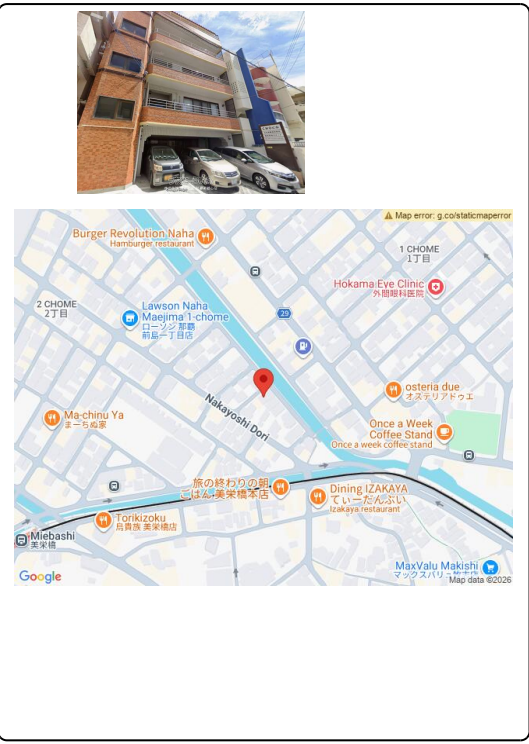 Map error: g.co/staticmaperror
Burger Revolution Naha
Hamburger restaurant
1 CHOME
1丁目
Hokama Eye Clinic
外間眼科医院
2 CHOME
2丁目
Lawson Naha
Maejima 1-chome
ローソン 那覇
前島一丁目店
29
osteria due
オステリアドゥエ
Nakayoshi Dori
Ma-chinu Ya
まーちぬ家
Once a Week
Coffee Stand
Once a week coffee stand
旅の終わりの朝
ごはん 美栄橋本店
Dining IZAKAYA
てぃーだんぶい
Izakaya restaurant
Torikizoku
鳥貴族 美栄橋店
Miebashi
美栄橋
MaxValu Makishi
マックスバリュ牧志店
Google
Map data ©2026